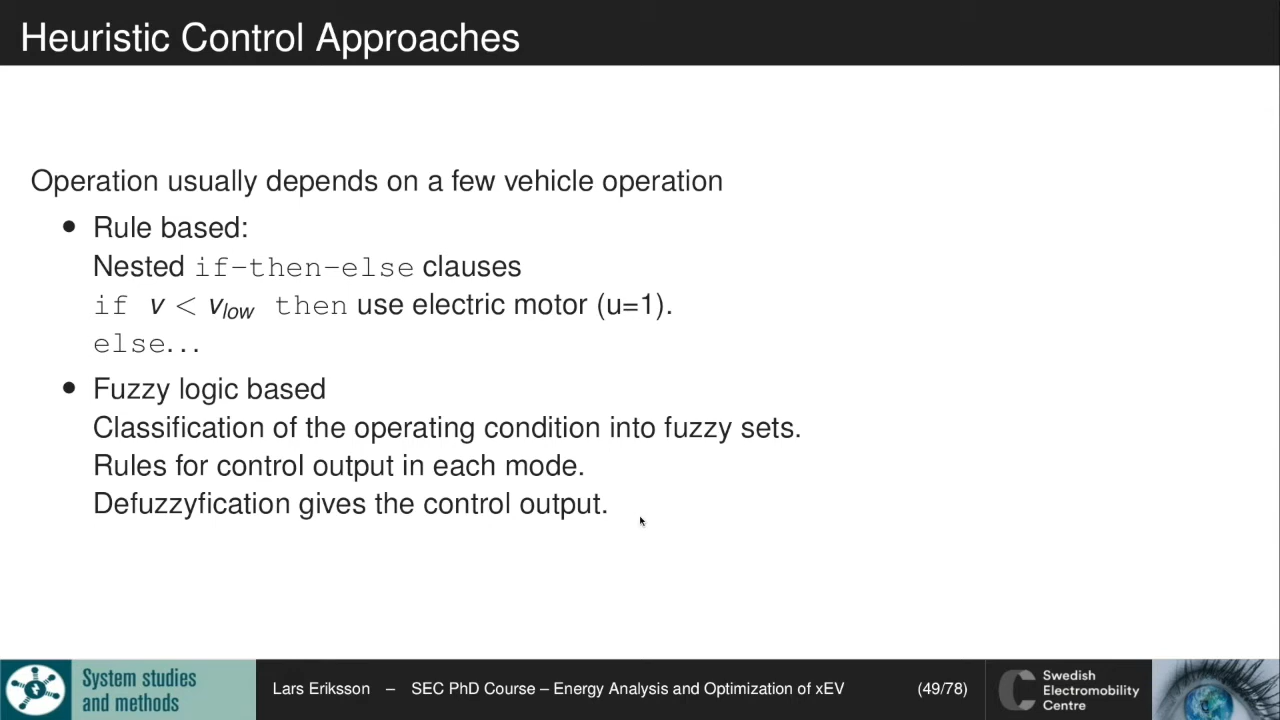 Heuristic Control Approaches
Operation usually depends on a few vehicle operation
• Rule based:
Nested if-then-else clauses
if v < v_low then use electric motor (u=1).
else...
• Fuzzy logic based
Classification of the operating condition into fuzzy sets.
Rules for control output in each mode.
Defuzzyfication gives the control output.
System studies
and methods
Lars Eriksson – SEC PhD Course – Energy Analysis and Optimization of xEV
(49/78)
Swedish
Electromobility
Centre